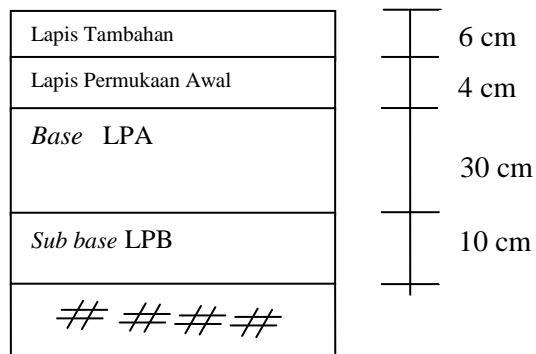 Lapis Tambahan 6 cm
Lapis Permukaan Awal 4 cm
Base LPA
30 cm
Sub base LPB 10 cm